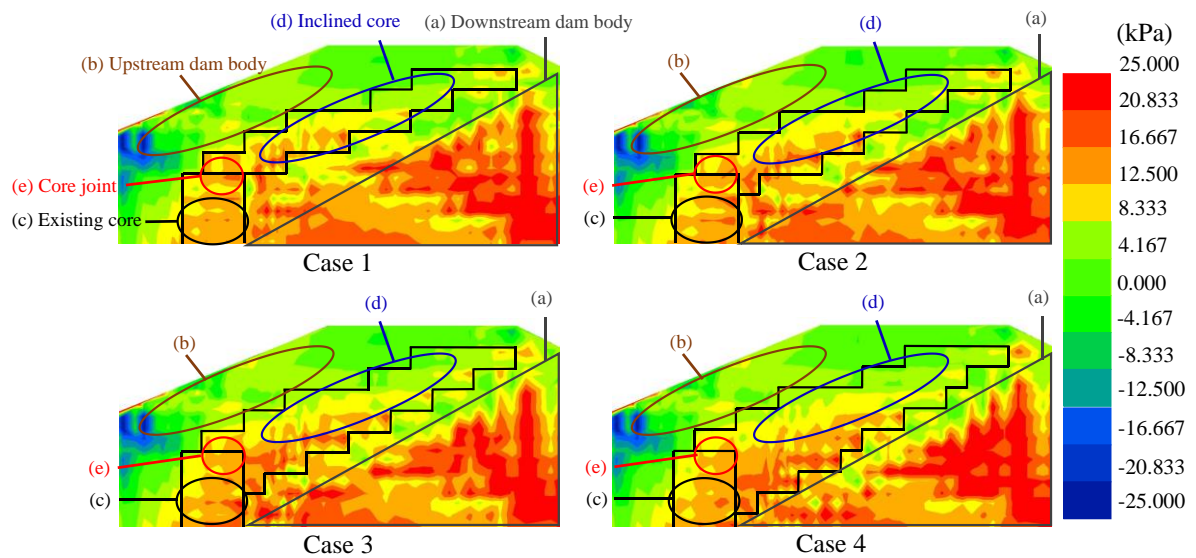 (d) Inclined core
(a) Downstream dam body
(b) Upstream dam body
(e) Core joint
(c) Existing core
Case 1
(a)
(d)
(b)
(e)
(c)
Case 2
(a)
(d)
(b)
(e)
(c)
Case 3
(a)
(d)
(b)
(e)
(c)
Case 4
(kPa)
25.000
20.833
16.667
12.500
8.333
4.167
0.000
-4.167
-8.333
-12.500
-16.667
-20.833
-25.000